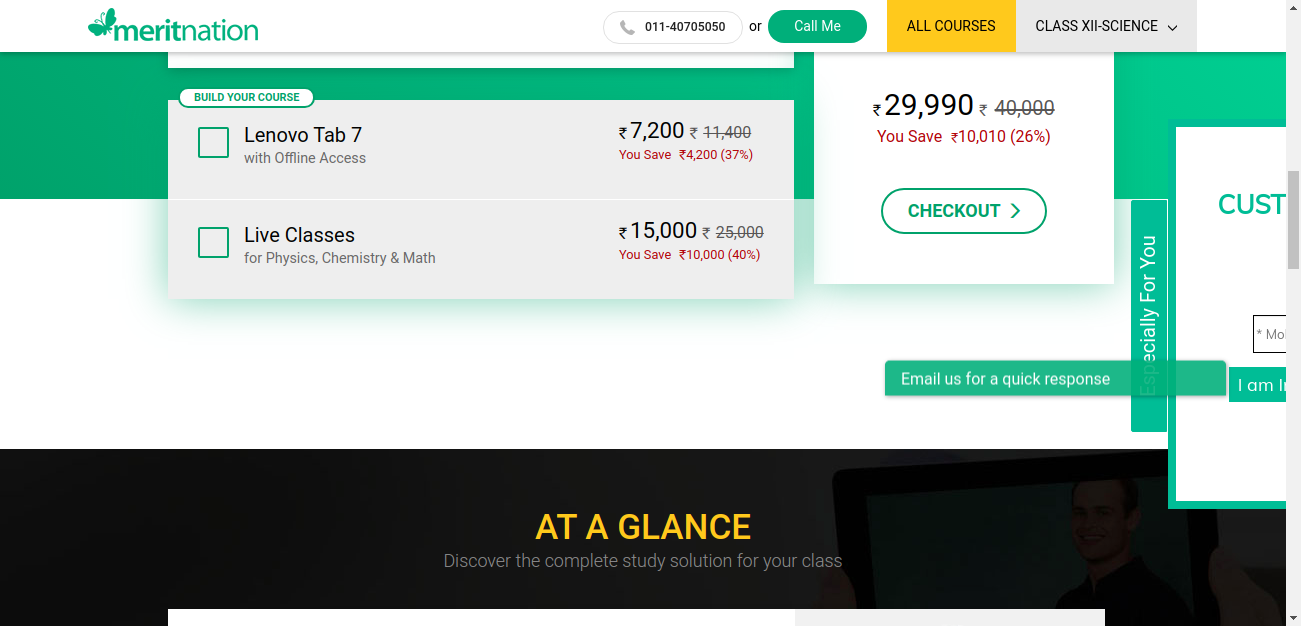 meritnation
011-40705050
or
Call Me
ALL COURSES
CLASS XII-SCIENCE
BUILD YOUR COURSE
Lenovo Tab 7
with Offline Access
₹7,200 ₹ 11,400
You Save ₹4,200 (37%)
Live Classes
for Physics, Chemistry & Math
₹15,000 ₹ 25,000
You Save ₹10,000 (40%)
₹29,990 ₹ 40,000
You Save ₹10,010 (26%)
CHECKOUT
Especially For You
Email us for a quick response
I am
AT A GLANCE
Discover the complete study solution for your class